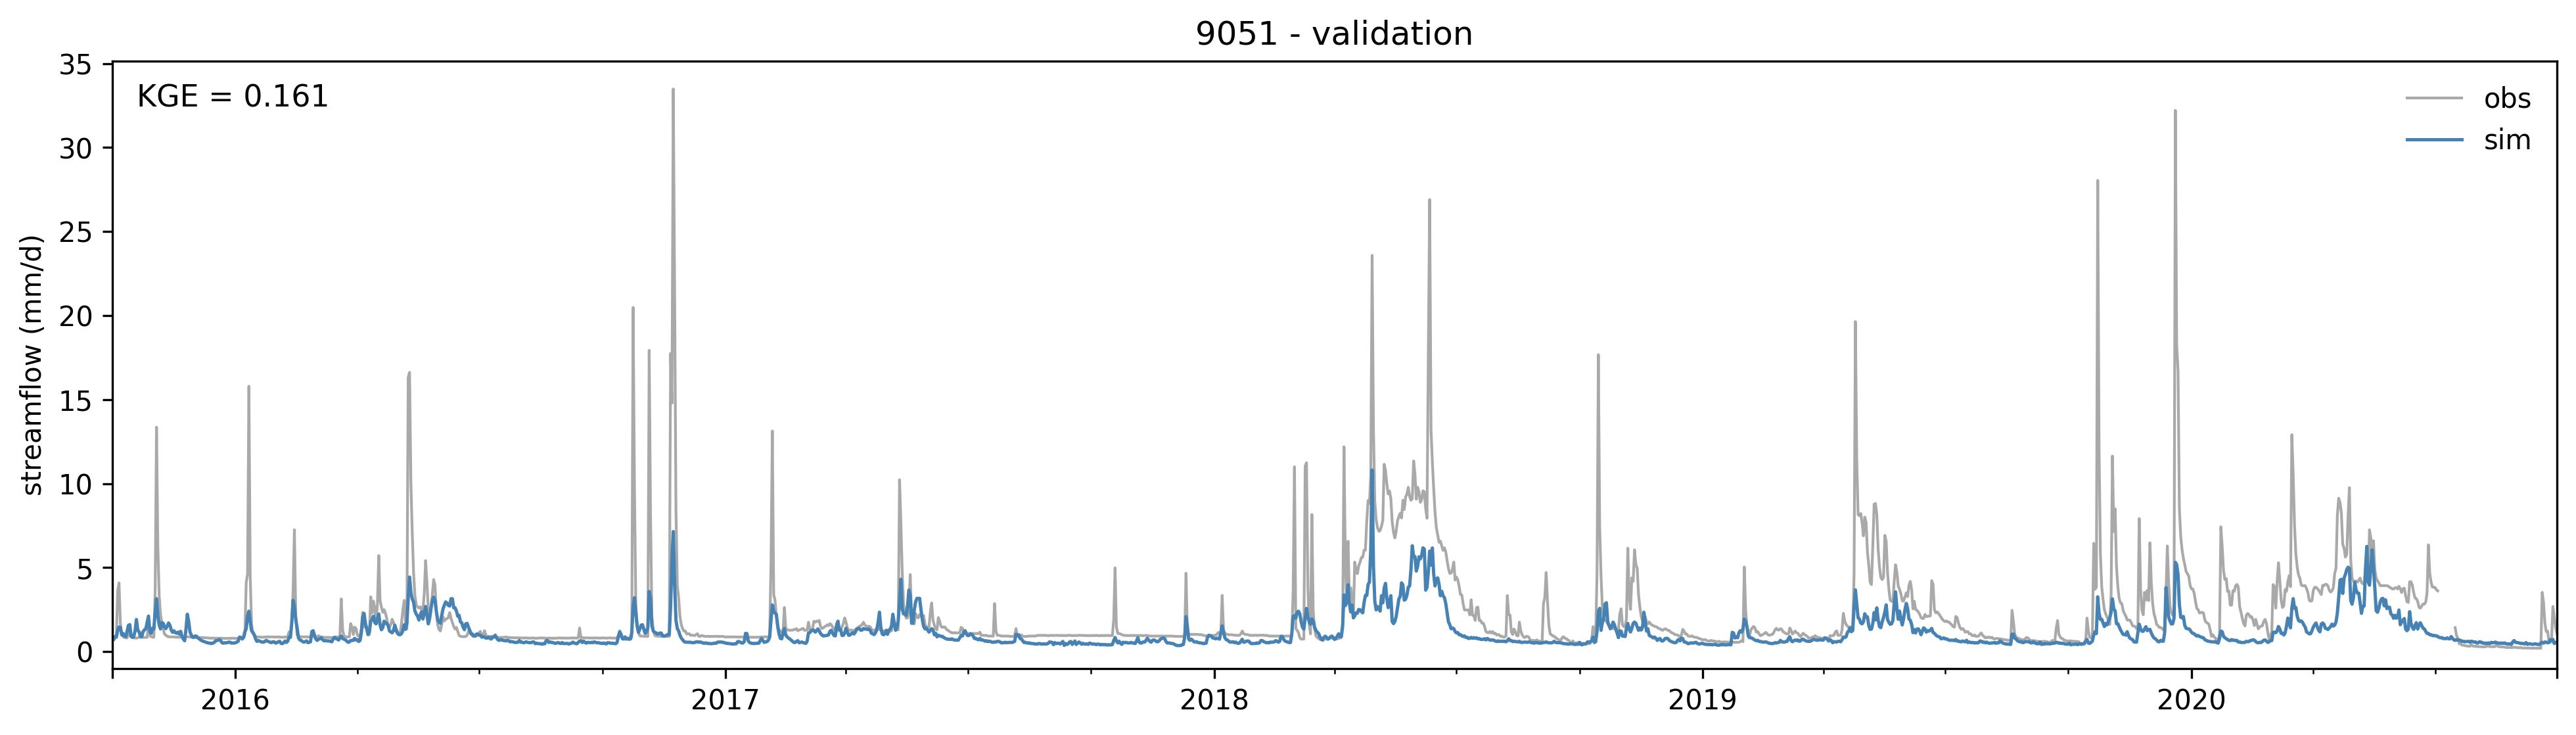 9051 - validation
KGE = 0.161
obs
sim
streamflow (mm/d)
35
30
25
20
15
10
5
0
2016
2017
2018
2019
2020